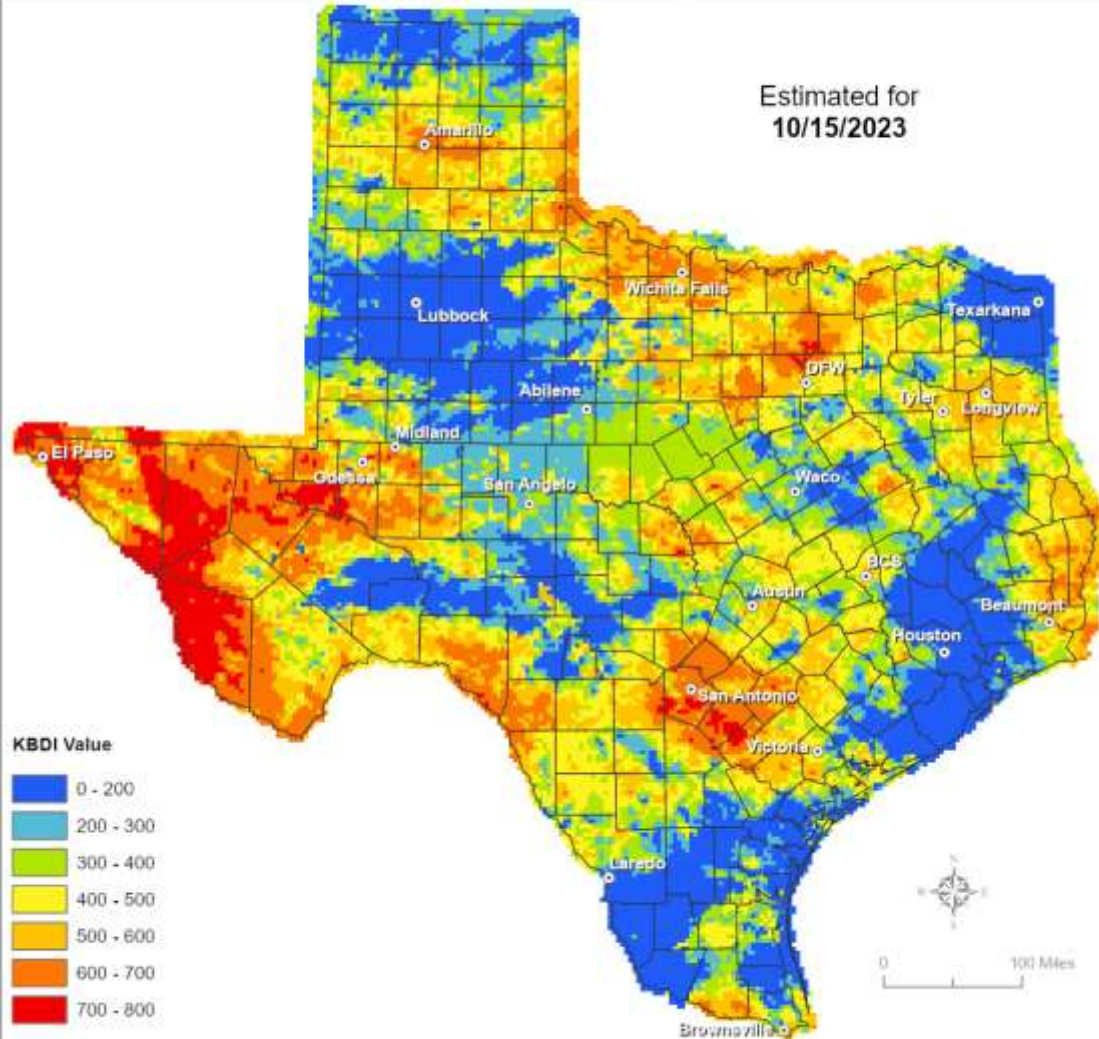 Estimated for
10/15/2023
Amarillo
Wichita Falls
Lubbock
Texarkana
DFW
Abilene
Tyler
Longview
Midland
El Paso
Odessa
San Angelo
Waco
BCS
Austin
Beaumont
Houston
San Antonio
Victoria
KBDI Value
0 - 200
200 - 300
300 - 400
400 - 500
500 - 600
600 - 700
700 - 800
Laredo
N
E
S
0 100 Miles
Brownsville